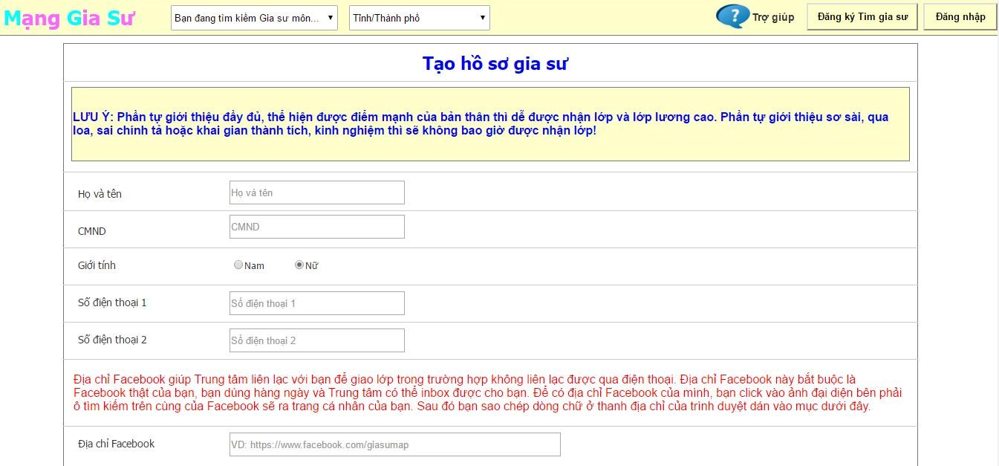 Mạng Gia Sư
Bạn đang tìm kiếm Gia sư môn...
Tỉnh/Thành phố
?
Trợ giúp
Đăng ký Tìm gia sư
Đăng nhập
Tạo hồ sơ gia sư
LƯU Ý: Phần tự giới thiệu đầy đủ, thể hiện được điểm mạnh của bản thân thì dễ được nhận lớp và lớp lương cao. Phần tự giới thiệu sơ sài, qua
loa, sai chính tả hoặc khai gian thành tích, kinh nghiệm thì sẽ không bao giờ được nhận lớp!
Họ và tên
Họ và tên
CMND
CMND
Giới tính
Nam
Nữ
Số điện thoại 1
Số điện thoại 1
Số điện thoại 2
Số điện thoại 2
Địa chỉ Facebook giúp Trung tâm liên lạc với bạn để giao lớp trong trường hợp không liên lạc được qua điện thoại. Địa chỉ Facebook này bắt buộc là
Facebook thật của bạn, bạn dùng hàng ngày và Trung tâm có thể inbox được cho bạn. Để có địa chỉ Facebook của mình, bạn click vào ảnh đại diện bên phải
ô tìm kiếm trên cùng của Facebook sẽ ra trang cá nhân của bạn. Sau đó bạn sao chép dòng chữ ở thanh địa chỉ của trình duyệt dán vào mục dưới đây.
Địa chỉ Facebook
VD: https://www.facebook.com/giasumap